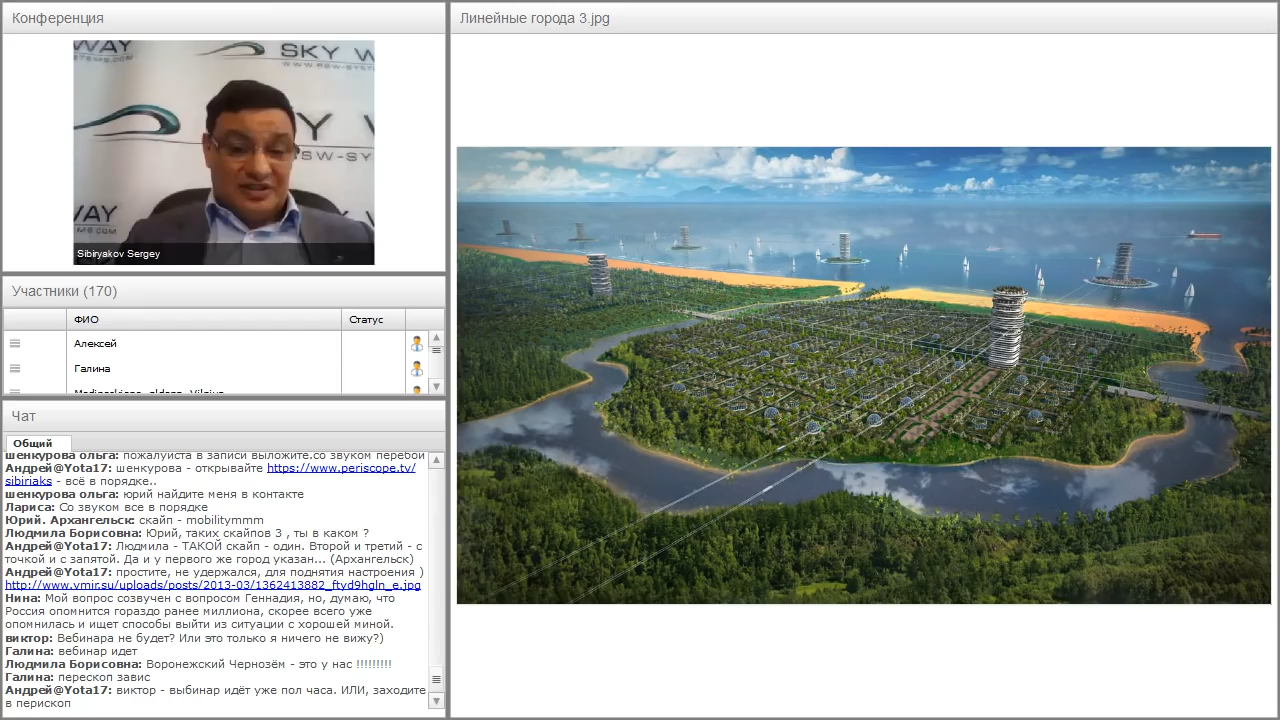 Конференция
WAY
SKY W
WWW.RSW-SYSTE
Y W
RSW-SY
WAY
Sibiryakov Sergey
Участники (170)
ФИО
Статус
Алексей
Галина
Чат
Общий
шенкурова ольга: пожалуйста в записи выложите.со звуком перебои
Андрей@Yota17: шенкурова - открывайте https://www.periscope.tv/
sibiriaks - всё в порядке..
шенкурова ольга: юрий найдите меня в контакте
Лариса: Со звуком все в порядке
Юрий. Архангельск: скайп - mobilitymmm
Людмила Борисовна: Юрий, таких скайпов 3 , ты в каком ?
Андрей@Yota17: Людмила - ТАКОЙ скайп - один. Второй и третий - с
точкой и с запятой. Да и у первого же город указан... (Архангельск)
Андрей@Yota17: простите, не удержался, для поднятия настроения )
http://www.vmir.su/uploads/posts/2013-03/1362413882_ftyd9hgln_e.jpg
Нина: Мой вопрос созвучен с вопросом Геннадия, но, думаю, что
Россия опомнится гораздо ранее миллиона, скорее всего уже
опомнилась и ищет способы выйти из ситуации с хорошей миной.
виктор: Вебинара не будет? Или это только я ничего не вижу?)
Галина: вебинар идет
Людмила Борисовна: Воронежский Чернозём - это у нас !!!!!!!!!
Галина: перескоп завис
Андрей@Yota17: виктор - выбинар идёт уже пол часа. ИЛИ, заходите
в перископ
Линейные города 3.jpg